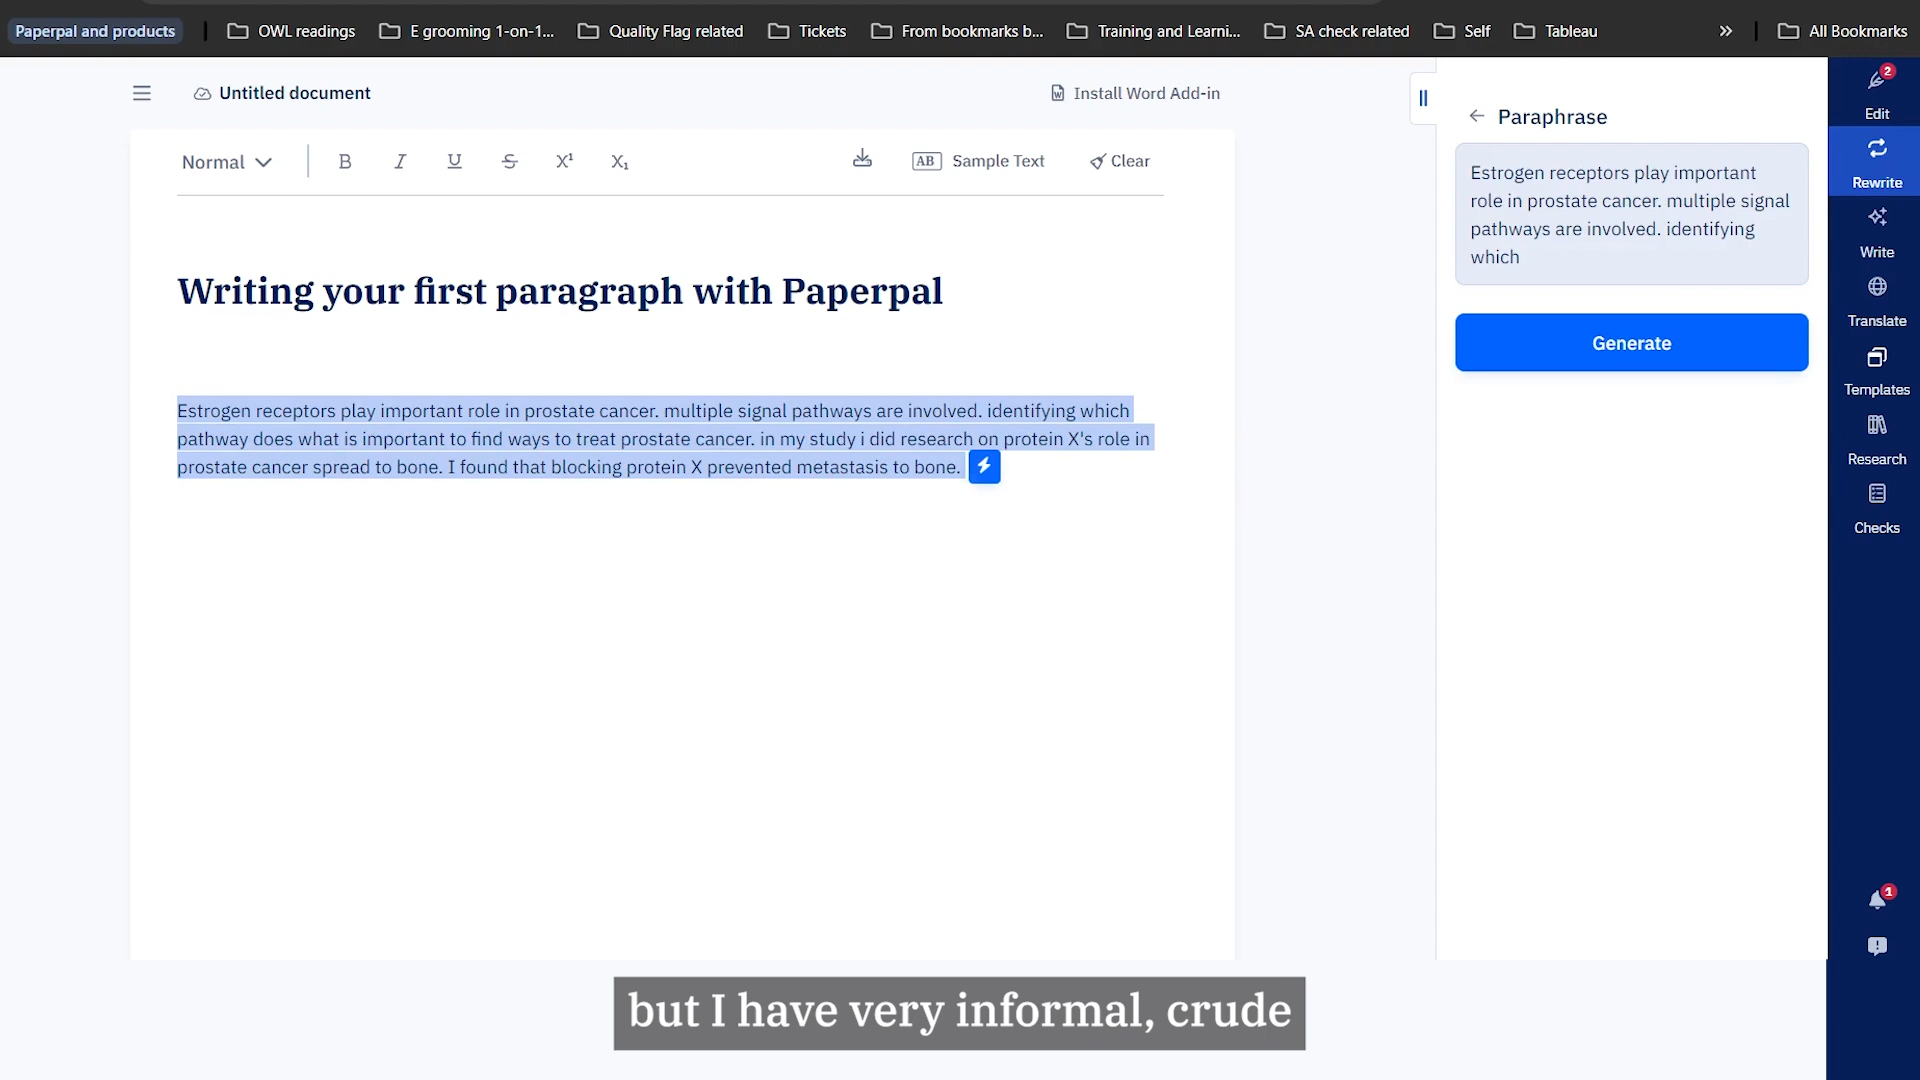 Paperpal and products
OWL readings
E grooming 1-on-1...
Quality Flag related
Tickets
From bookmarks b...
Training and Learni...
SA check related
Self
Tableau
All Bookmarks
Untitled document
Install Word Add-in
Normal
B
I
U
S
X¹
X₁
AB Sample Text
Clear
Writing your first paragraph with Paperpal
Estrogen receptors play important role in prostate cancer. multiple signal pathways are involved. identifying which
pathway does what is important to find ways to treat prostate cancer. in my study i did research on protein X's role in
prostate cancer spread to bone. I found that blocking protein X prevented metastasis to bone.
Paraphrase
Estrogen receptors play important
role in prostate cancer. multiple signal
pathways are involved. identifying
which
Generate
2
Edit
Rewrite
Write
Translate
Templates
Research
Checks
1
but I have very informal, crude